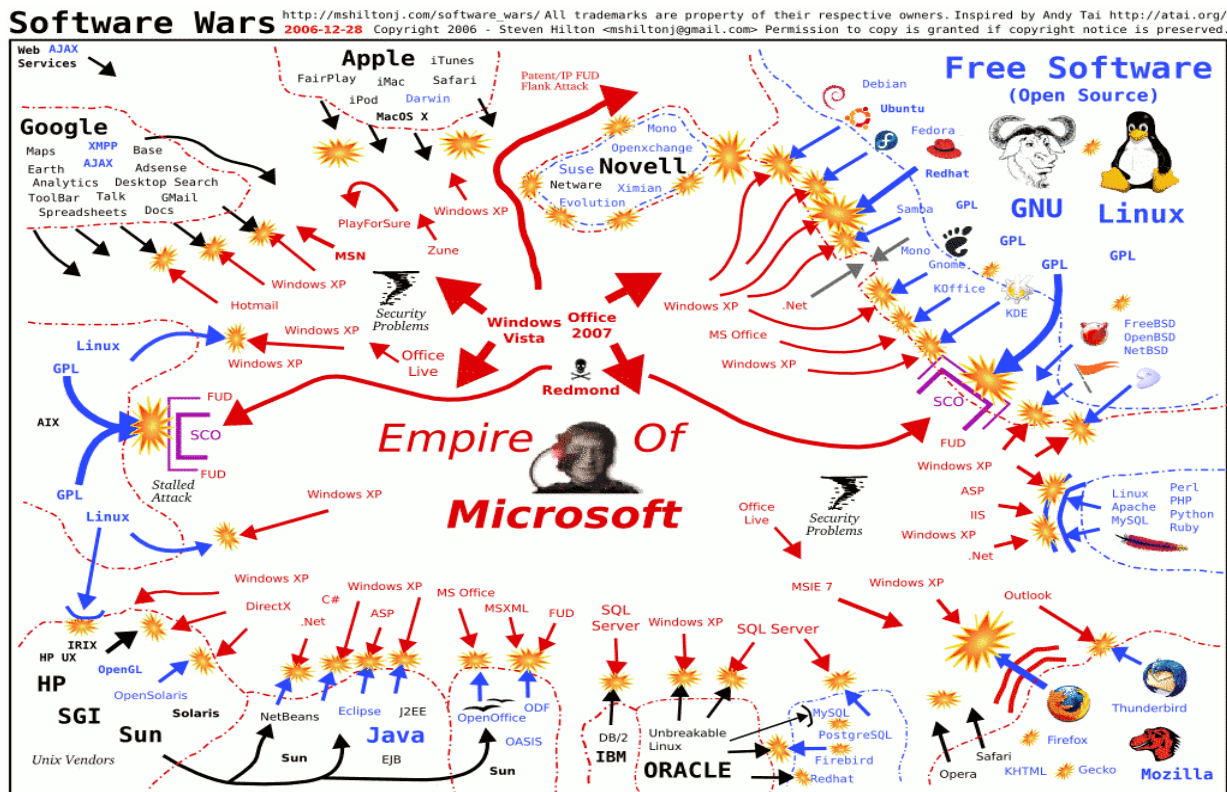 Software Wars
http://mshiltonj.com/software_wars/ All trademarks are property of their respective owners. Inspired by Andy Tai http://atai.org/
2006-12-28 Copyright 2006 - Steven Hilton <mshiltonj@gmail.com> Permission to copy is granted if copyright notice is preserved.
Web AJAX
Services
Apple
iTunes
FairPlay
iMac
Safari
iPod
Darwin
MacOS X
Patent/IP FUD
Flank Attack
Free Software
(Open Source)
Google
Maps
XMPP
Base
AJAX
Earth
Adsense
Analytics
Desktop Search
ToolBar
Talk
GMail
Spreadsheets
Docs
Mono
Openxchange
Suse
Novell
Netware
Ximian
Evolution
Debian
Ubuntu
Fedora
Redhat
GNU
Linux
Samba
GPL
GPL
GPL
GPL
Mono
Gnome
KOffice
KDE
FreeBSD
OpenBSD
NetBSD
PlayForSure
Windows XP
Zune
MSN
Windows XP
Hotmail
Security
Problems
Windows
Vista
Office
2007
Windows XP
.Net
MS Office
Windows XP
Linux
Windows XP
Windows XP
Office
Live
Redmond
GPL
AIX
FUD
SCO
FUD
Stalled
Attack
GPL
Linux
Windows XP
Empire Of
Microsoft
SCO
FUD
Windows XP
ASP
IIS
Windows XP
.Net
Linux
Apache
MySQL
Perl
PHP
Python
Ruby
Office
Live
Security
Problems
Windows XP
DirectX
.Net
C#
Windows XP
ASP
MS Office
MSXML
FUD
SQL
Server
Windows XP
SQL Server
MSIE 7
Windows XP
Outlook
IRIX
HP UX
OpenGL
HP
OpenSolaris
SGI
Solaris
Sun
Unix Vendors
NetBeans
Eclipse
J2EE
Java
Sun
EJB
OpenOffice
ODF
OASIS
Sun
DB/2
IBM
Unbreakable
Linux
ORACLE
MySQL
PostgreSQL
Firebird
Redhat
Opera
Safari
KHTML
Firefox
Gecko
Thunderbird
Mozilla